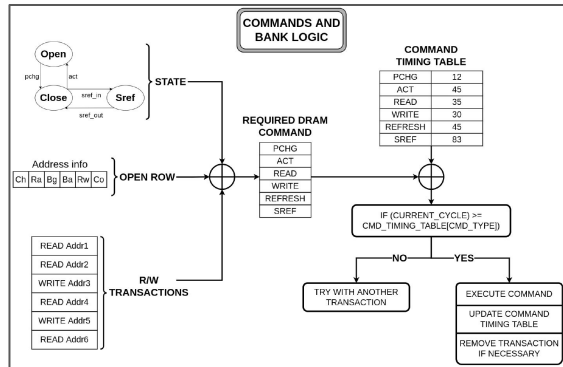 COMMANDS AND
BANK LOGIC
Open
pchg
act
Close
sref_in
Sref
sref_out
STATE
COMMAND
TIMING TABLE
PCHG 12
ACT 45
READ 35
WRITE 30
REFRESH 45
SREF 83
REQUIRED DRAM
COMMAND
PCHG
ACT
READ
WRITE
REFRESH
SREF
Address info
Ch Ra Bg Ba Rw Co
OPEN ROW
IF (CURRENT_CYCLE) >=
CMD_TIMING_TABLE[CMD_TYPE])
READ Addr1
READ Addr2
WRITE Addr3
READ Addr4
WRITE Addr5
READ Addr6
R/W
TRANSACTIONS
NO
YES
TRY WITH ANOTHER
TRANSACTION
EXECUTE COMMAND
UPDATE COMMAND
TIMING TABLE
REMOVE TRANSACTION
IF NECESSARY